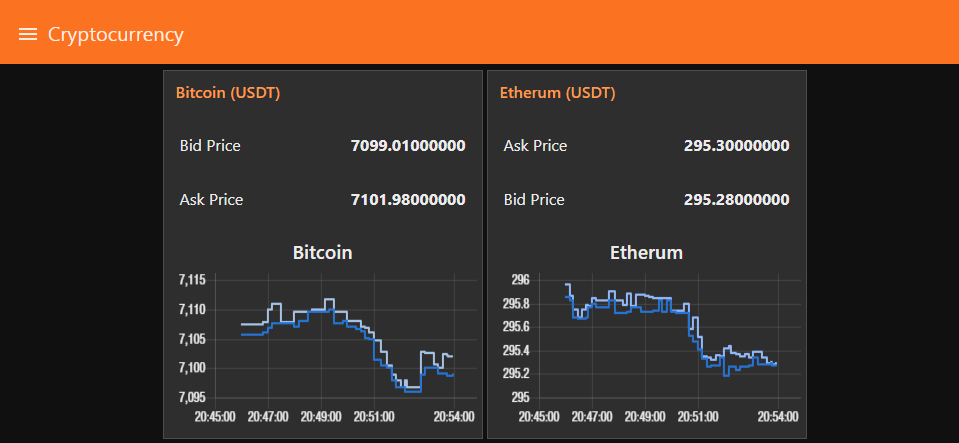 Cryptocurrency
Bitcoin (USDT)
Bid Price 7099.01000000
Ask Price 7101.98000000
Bitcoin
7,115
7,110
7,105
7,100
7,095
20:45:00 20:47:00 20:49:00 20:51:00 20:54:00
Etherum (USDT)
Ask Price 295.30000000
Bid Price 295.28000000
Etherum
296
295.8
295.6
295.4
295.2
295
20:45:00 20:47:00 20:49:00 20:51:00 20:54:00